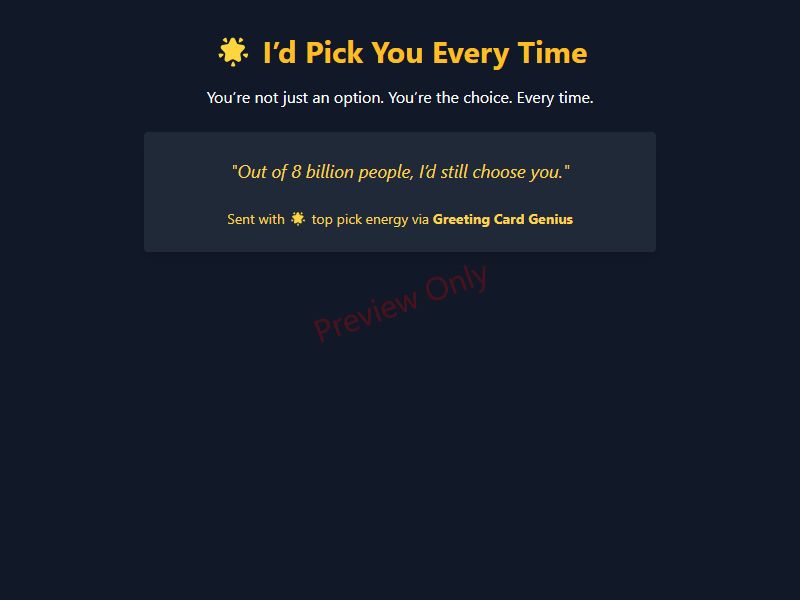 🌟 I’d Pick You Every Time
You’re not just an option. You’re the choice. Every time.
"Out of 8 billion people, I’d still choose you."
Sent with 🌟 top pick energy via Greeting Card Genius
Preview Only